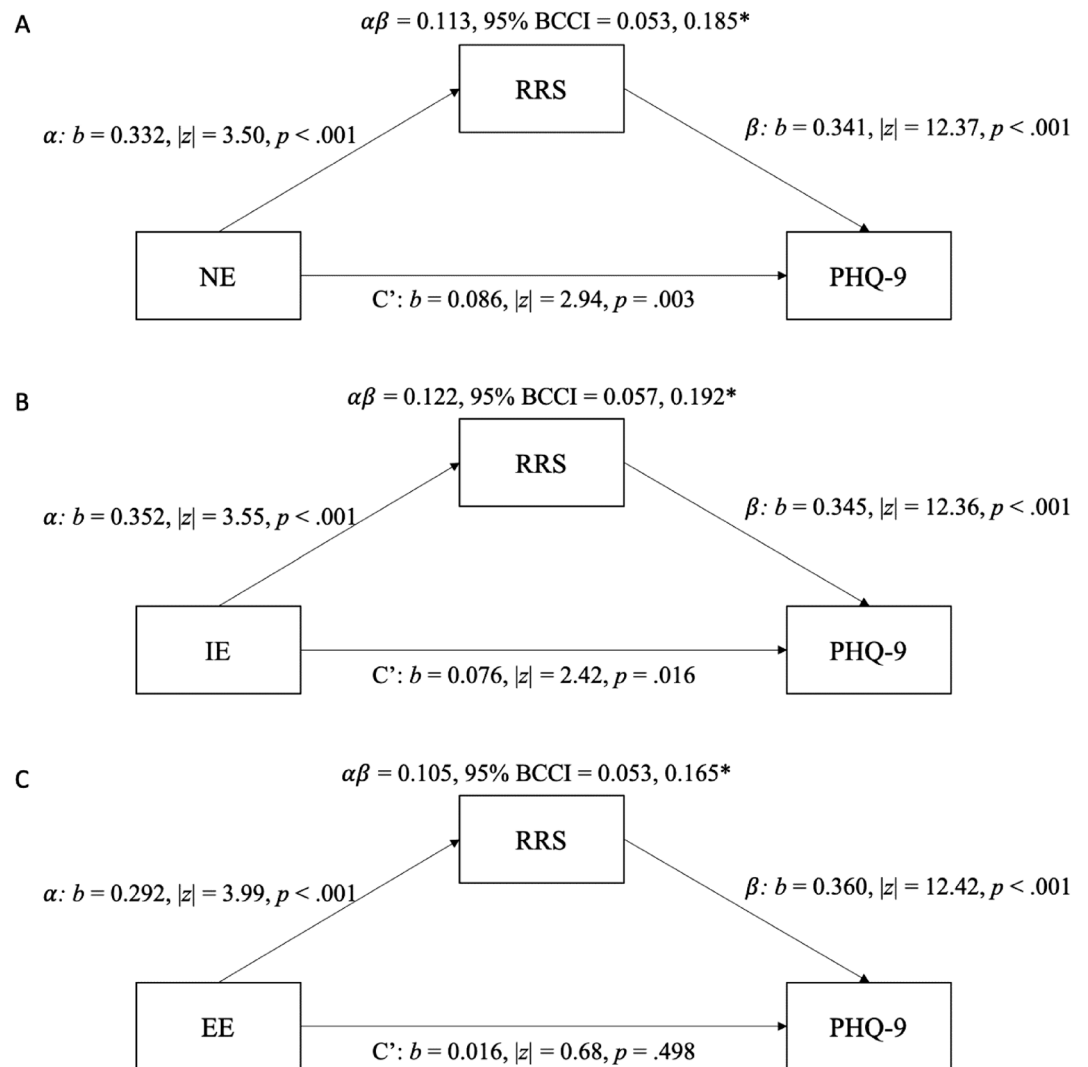 A
αβ = 0.113, 95% BCCI = 0.053, 0.185*
RRS
α: b = 0.332, |z| = 3.50, p < .001
β: b = 0.341, |z| = 12.37, p < .001
NE
PHQ-9
C’: b = 0.086, |z| = 2.94, p = .003
B
αβ = 0.122, 95% BCCI = 0.057, 0.192*
RRS
α: b = 0.352, |z| = 3.55, p < .001
β: b = 0.345, |z| = 12.36, p < .001
IE
PHQ-9
C’: b = 0.076, |z| = 2.42, p = .016
C
αβ = 0.105, 95% BCCI = 0.053, 0.165*
RRS
α: b = 0.292, |z| = 3.99, p < .001
β: b = 0.360, |z| = 12.42, p < .001
EE
PHQ-9
C’: b = 0.016, |z| = 0.68, p = .498